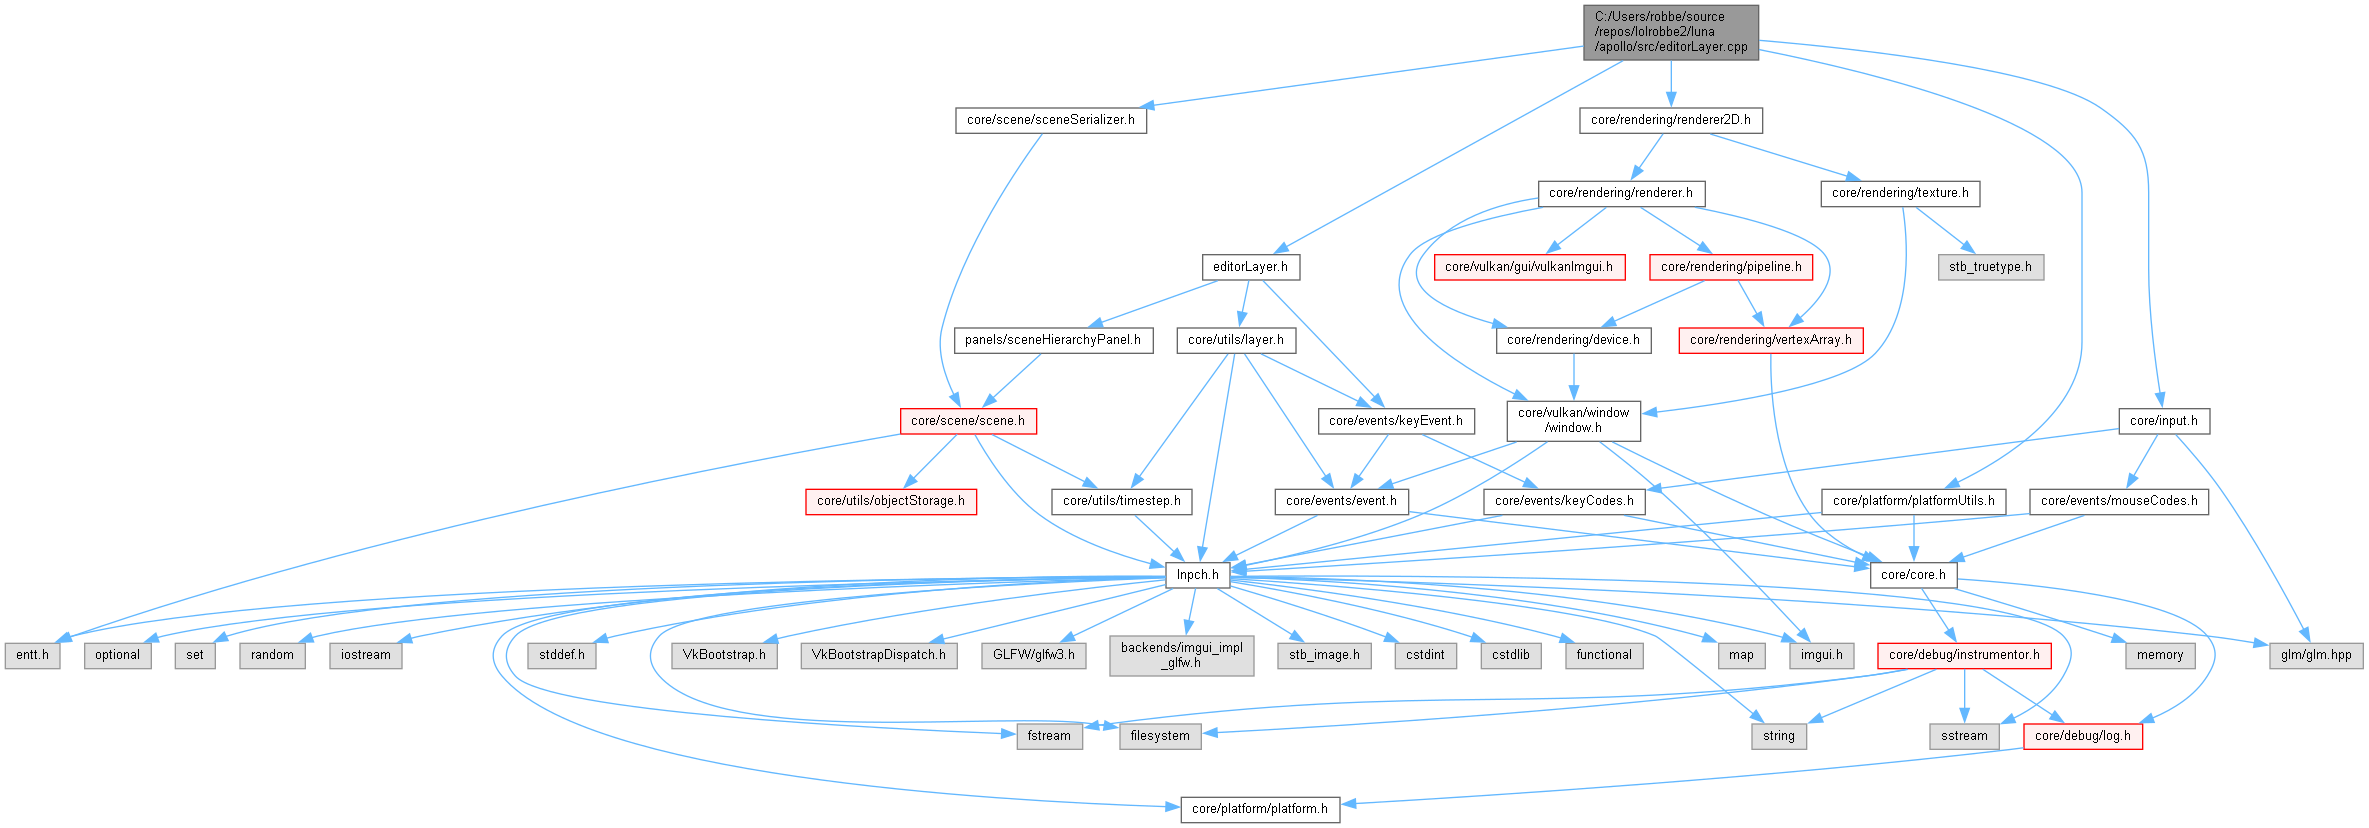 C:/Users/robbe/source
/repos/lolrobbe2/luna
/apollo/src/editorLayer.cpp
core/scene/sceneSerializer.h
core/rendering/renderer2D.h
core/rendering/renderer.h
core/rendering/texture.h
editorLayer.h
core/vulkan/gui/vulkanImgui.h
core/rendering/pipeline.h
stb_truetype.h
panels/sceneHierarchyPanel.h
core/utils/layer.h
core/rendering/device.h
core/rendering/vertexArray.h
core/scene/scene.h
core/events/keyEvent.h
core/vulkan/window
/window.h
core/input.h
core/utils/objectStorage.h
core/utils/timestep.h
core/events/event.h
core/events/keyCodes.h
core/platform/platformUtils.h
core/events/mouseCodes.h
lnpch.h
core/core.h
entt.h
optional
set
random
iostream
stddef.h
VkBootstrap.h
VkBootstrapDispatch.h
GLFW/glfw3.h
backends/imgui_impl
_glfw.h
stb_image.h
cstdint
cstdlib
functional
map
imgui.h
core/debug/instrumentor.h
memory
glm/glm.hpp
fstream
filesystem
string
sstream
core/debug/log.h
core/platform/platform.h